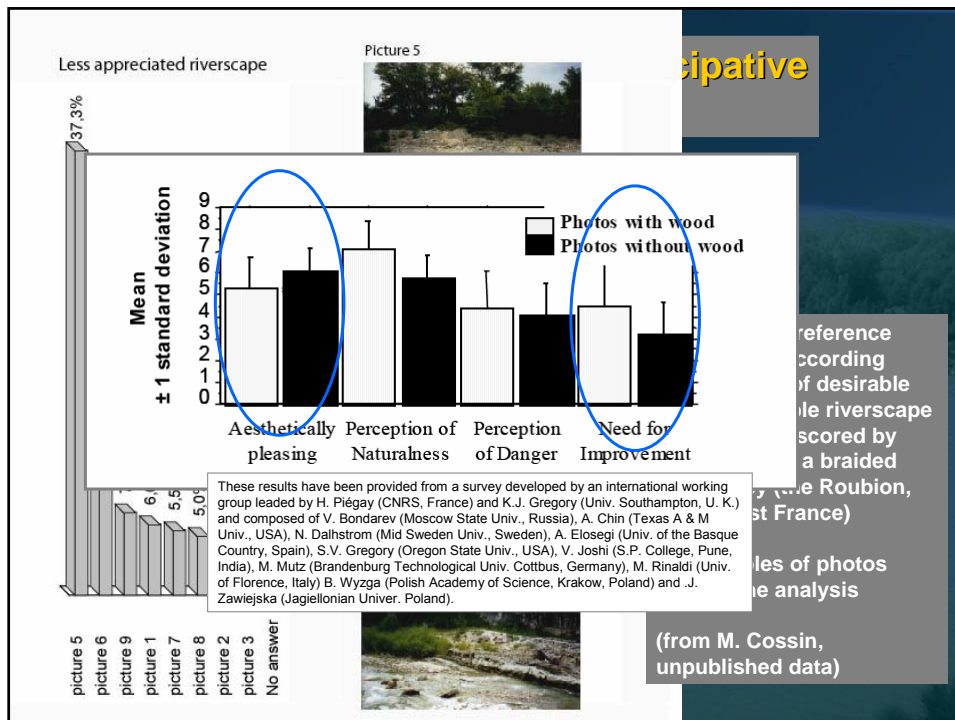 Less appreciated riverscape
Picture 5
cipative
37,3%
5,5
5,0%
9
8
7
6
5
4
3
2
1
0
Mean
± 1 standard deviation
Photos with wood
Photos without wood
Aesthetically pleasing
Perception of Naturalness
Perception of Danger
Need for Improvement
These results have been provided from a survey developed by an international working
group leaded by H. Piégay (CNRS, France) and K.J. Gregory (Univ. Southampton, U. K.)
and composed of V. Bondarev (Moscow State Univ., Russia), A. Chin (Texas A & M
Univ., USA), N. Dalhstrom (Mid Sweden Univ., Sweden), A. Elosegi (Univ. of the Basque
Country, Spain), S.V. Gregory (Oregon State Univ., USA), V. Joshi (S.P. College, Pune,
India), M. Mutz (Brandenburg Technological Univ. Cottbus, Germany), M. Rinaldi (Univ.
of Florence, Italy) B. Wyzga (Polish Academy of Science, Krakow, Poland) and .J.
Zawiejska (Jagiellonian Univer. Poland).
reference
ccording
of desirable
ble riverscape
scored by
a braided
y (the Roubion,
st France)
les of photos
ne analysis
(from M. Cossin,
unpublished data)
picture 5
picture 6
picture 9
picture 1
picture 7
picture 8
picture 2
picture 3
No answer